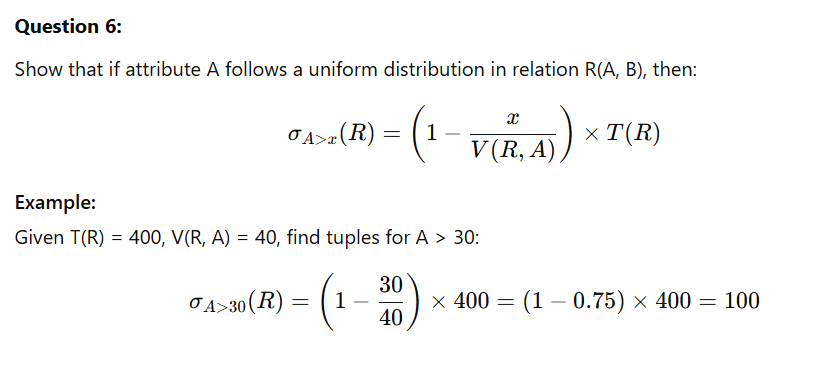 Question 6:
Show that if attribute A follows a uniform distribution in relation R(A, B), then:
σ_{A>x}(R) = (1 − x / V(R, A)) × T(R)
Example:
Given T(R) = 400, V(R, A) = 40, find tuples for A > 30:
σ_{A>30}(R) = (1 − 30 / 40) × 400 = (1 − 0.75) × 400 = 100